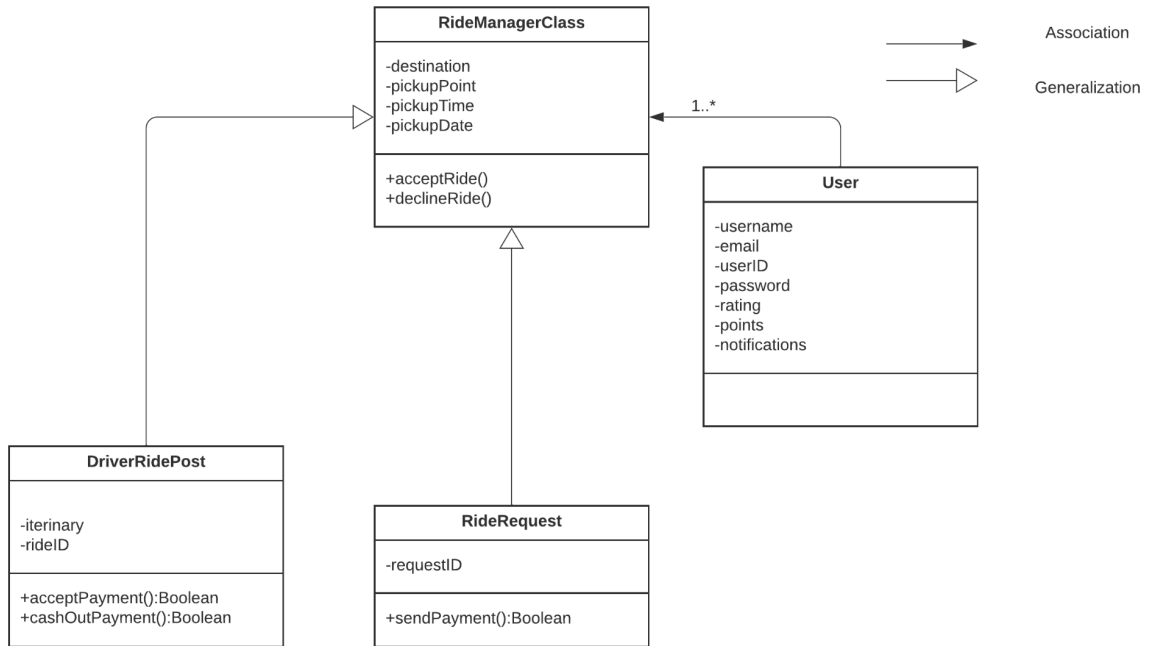 RideManagerClass
-destination
-pickupPoint
-pickupTime
-pickupDate
+acceptRide()
+declineRide()
Association
Generalization
1..*
User
-username
-email
-userID
-password
-rating
-points
-notifications
DriverRidePost
-iterinary
-rideID
+acceptPayment():Boolean
+cashOutPayment():Boolean
RideRequest
-requestID
+sendPayment():Boolean